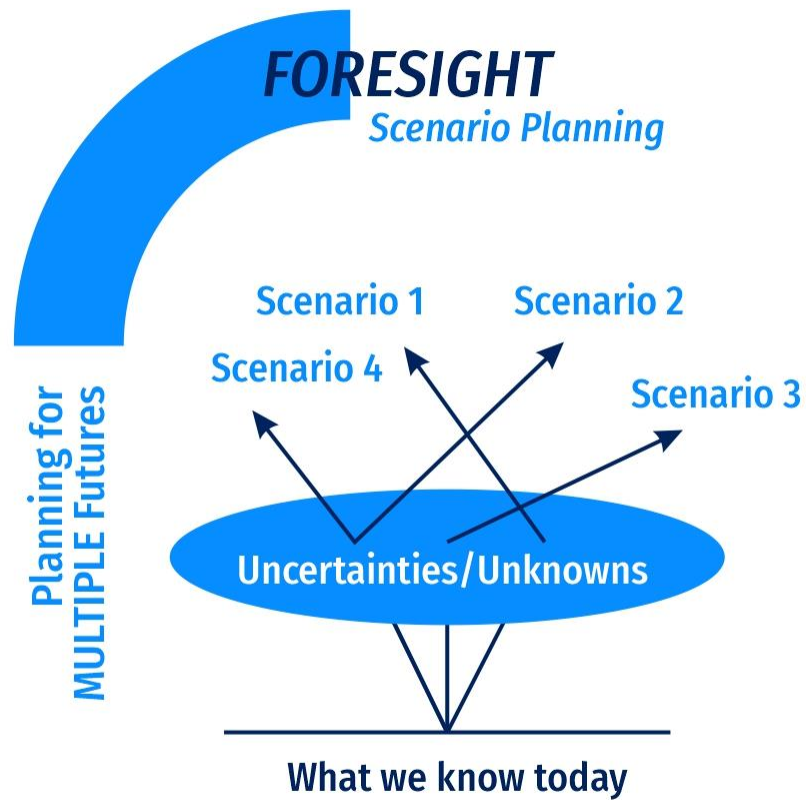 FORESIGHT
Scenario Planning
Scenario 1
Scenario 2
Scenario 4
Scenario 3
Planning for
MULTIPLE Futures
Uncertainties/Unknowns
What we know today